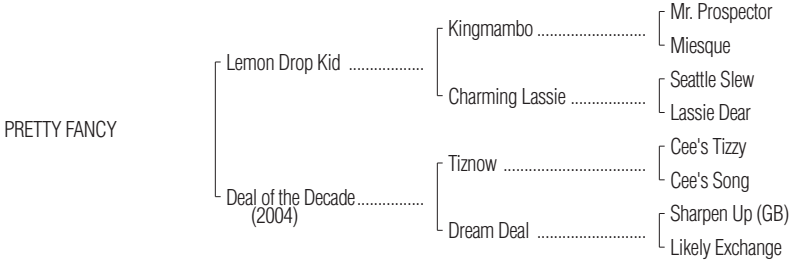 Mr. Prospector
Kingmambo ..........................
Miesque
Lemon Drop Kid ..................
Seattle Slew
Charming Lassie ..................
Lassie Dear
PRETTY FANCY
Cee's Tizzy
Tiznow ..................................
Cee's Song
Deal of the Decade................
(2004)
Sharpen Up (GB)
Dream Deal ..........................
Likely Exchange